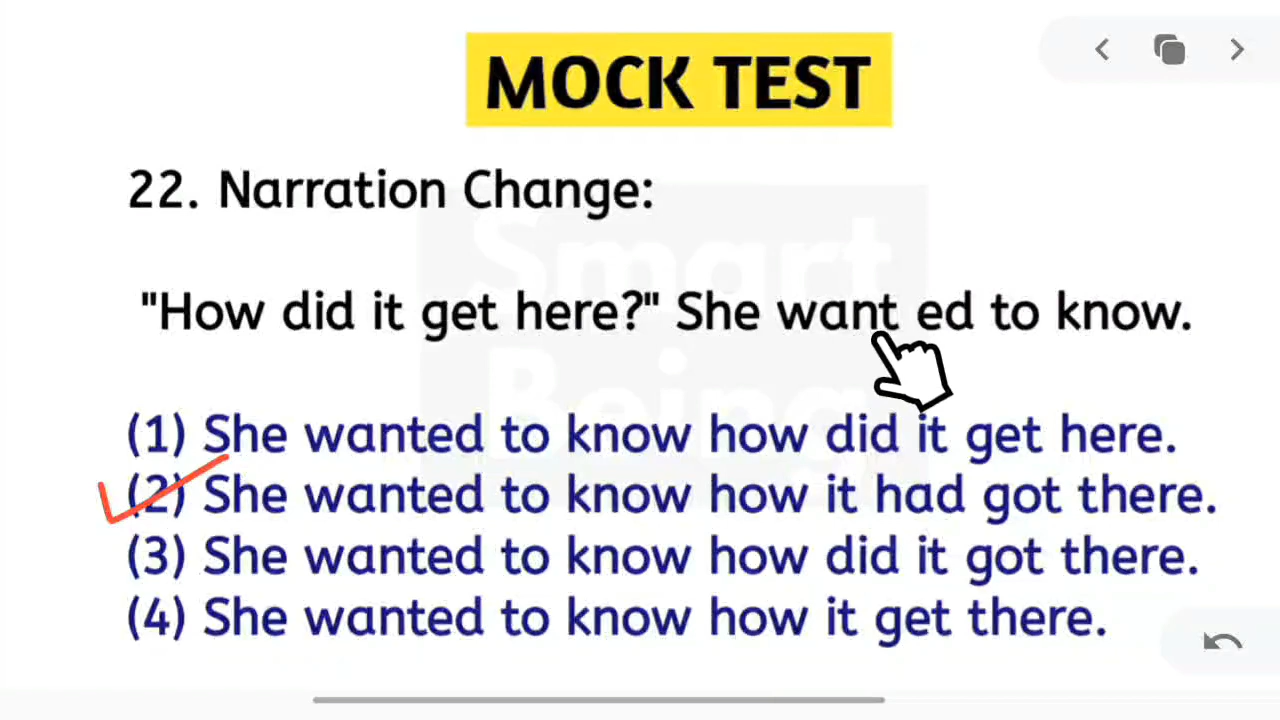 MOCK TEST
22. Narration Change:
"How did it get here?" She want ed to know.
(1) She wanted to know how did it get here.
(2) She wanted to know how it had got there.
(3) She wanted to know how did it got there.
(4) She wanted to know how it get there.
Smart
Being